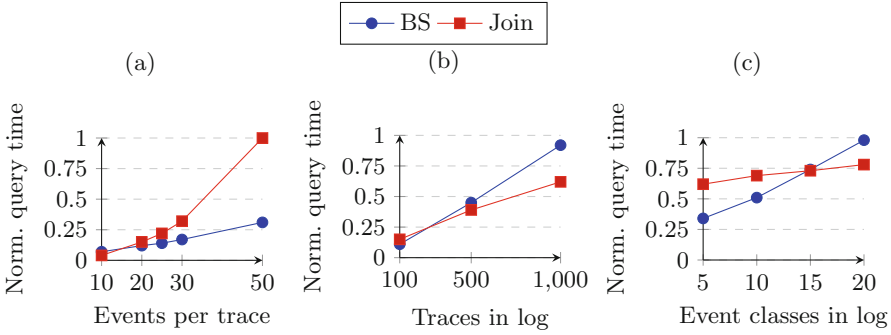 BS Join
(a)
Norm. query time
1
0.75
0.5
0.25
0
10 20 30 50
Events per trace
(b)
Norm. query time
1
0.75
0.5
0.25
0
100 500 1,000
Traces in log
(c)
Norm. query time
1
0.75
0.5
0.25
0
5 10 15 20
Event classes in log